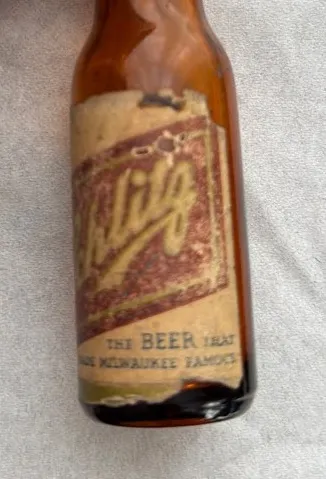 Schlitz
THE BEER THAT
MADE MILWAUKEE FAMOUS